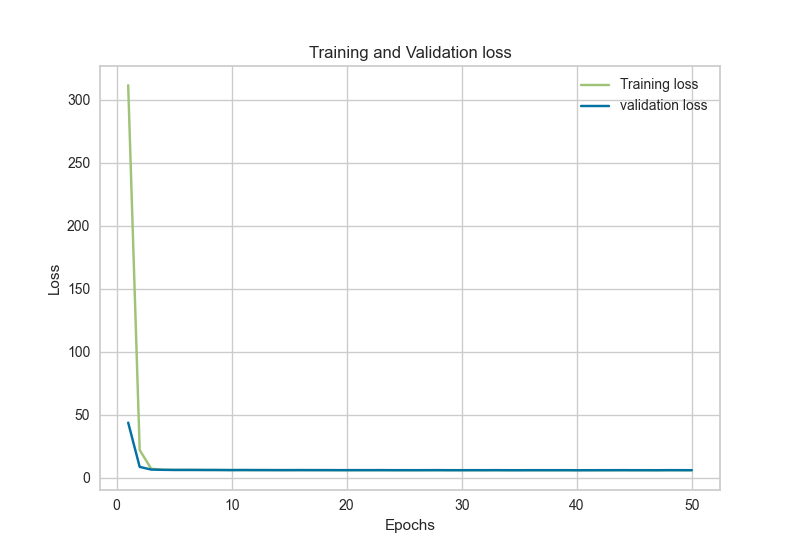 Training and Validation loss
Training loss
validation loss
300
250
200
150
100
50
0
Loss
0 10 20 30 40 50
Epochs